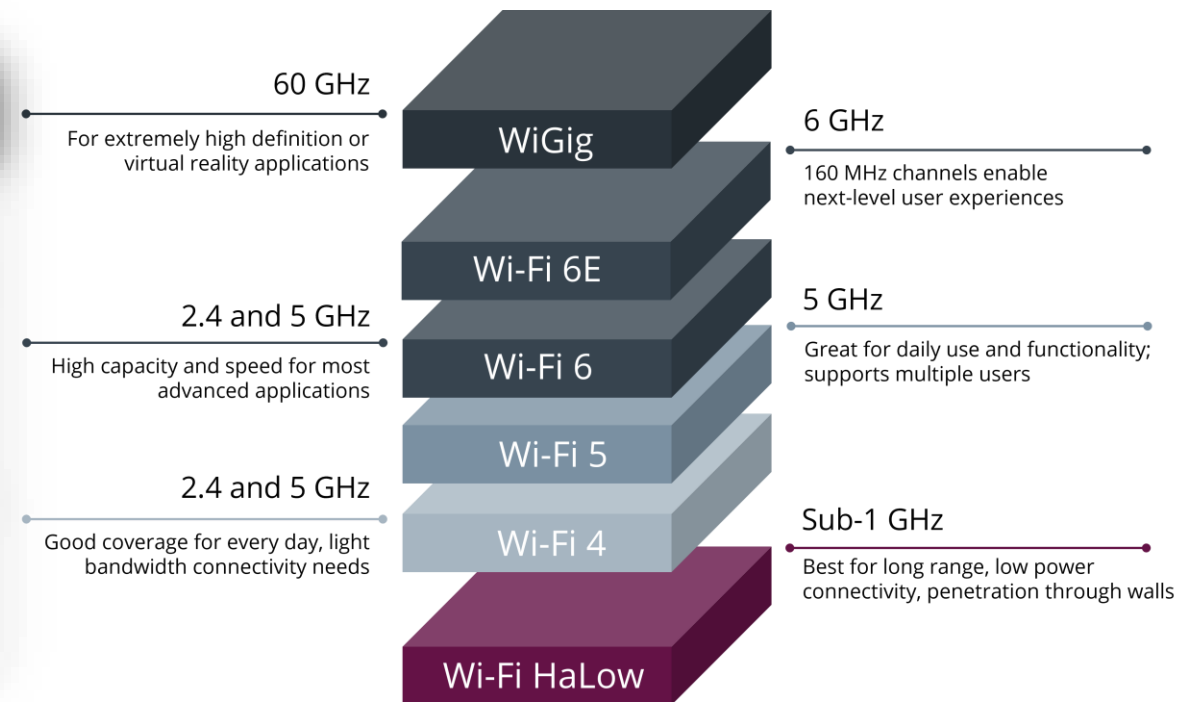 60 GHz
For extremely high definition or
virtual reality applications
WiGig
6 GHz
160 MHz channels enable
next-level user experiences
Wi-Fi 6E
2.4 and 5 GHz
High capacity and speed for most
advanced applications
Wi-Fi 6
5 GHz
Great for daily use and functionality;
supports multiple users
Wi-Fi 5
2.4 and 5 GHz
Good coverage for every day, light
bandwidth connectivity needs
Wi-Fi 4
Sub-1 GHz
Best for long range, low power
connectivity, penetration through walls
Wi-Fi HaLow